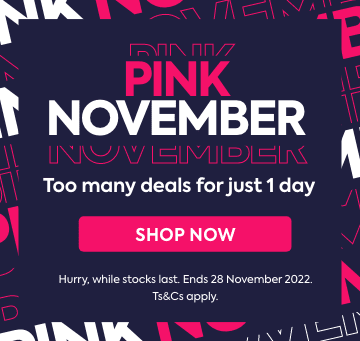 PINK
PINK
NOVEMBER
NOVEMBER
Too many deals for just 1 day
SHOP NOW
Hurry, while stocks last. Ends 28 November 2022.
Ts&Cs apply.